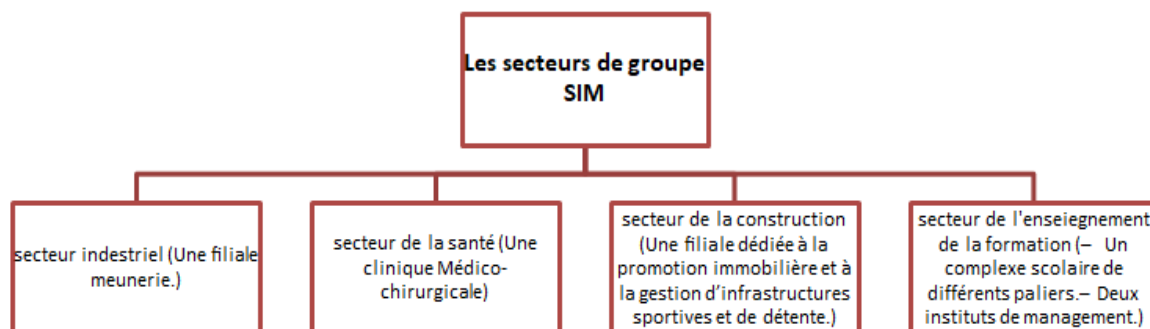 Les secteurs de groupe
SIM
secteur indestriel (Une filiale
meunerie.)
secteur de la santé (Une
clinique Médico-
chirurgicale)
secteur de la construction
(Une filiale dédiée à la
promotion immobilière et à
la gestion d’infrastructures
sportives et de détente.)
secteur de l'enseiegnement
de la formation (– Un
complexe scolaire de
différents paliers.– Deux
instituts de management.)